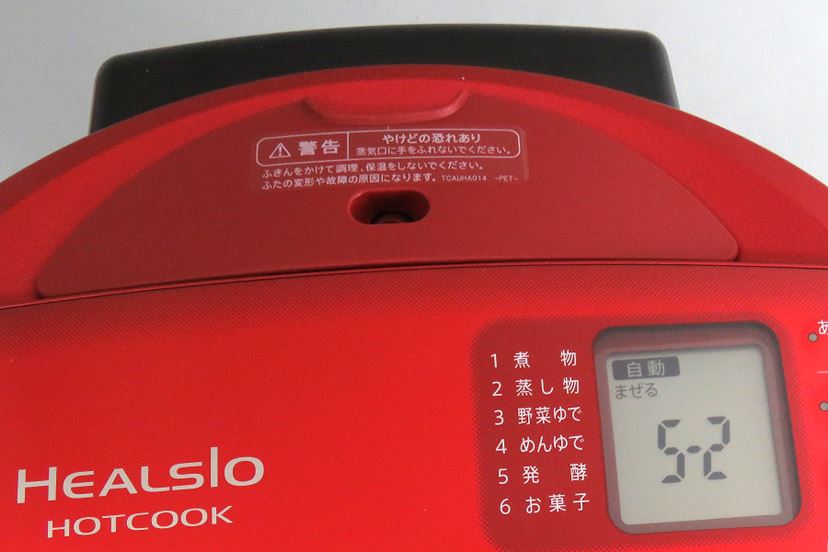 警告
やけどの恐れあり
蒸気口に手をふれないでください。
ふきんをかけて調理、保温をしないでください。
ふたの変形や故障の原因になります。 TCAUHA014 -PET-
1 煮物
2 蒸し物
3 野菜ゆで
4 めんゆで
5 発酵
6 お菓子
自動
まぜる
5-2
あ
HEALSIO
HOTCOOK